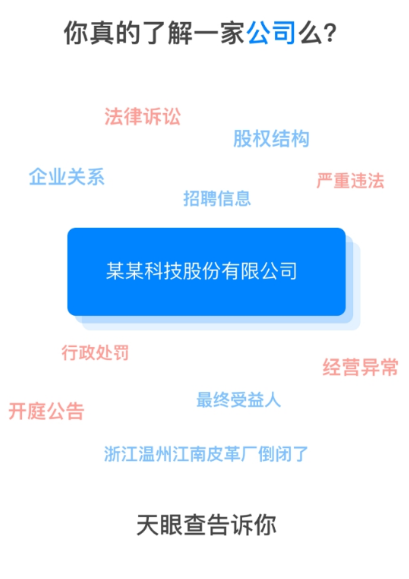 你真的了解一家公司么?
法律诉讼
股权结构
企业关系
严重违法
招聘信息
某某科技股份有限公司
行政处罚
经营异常
最终受益人
开庭公告
浙江温州江南皮革厂倒闭了
天眼查告诉你